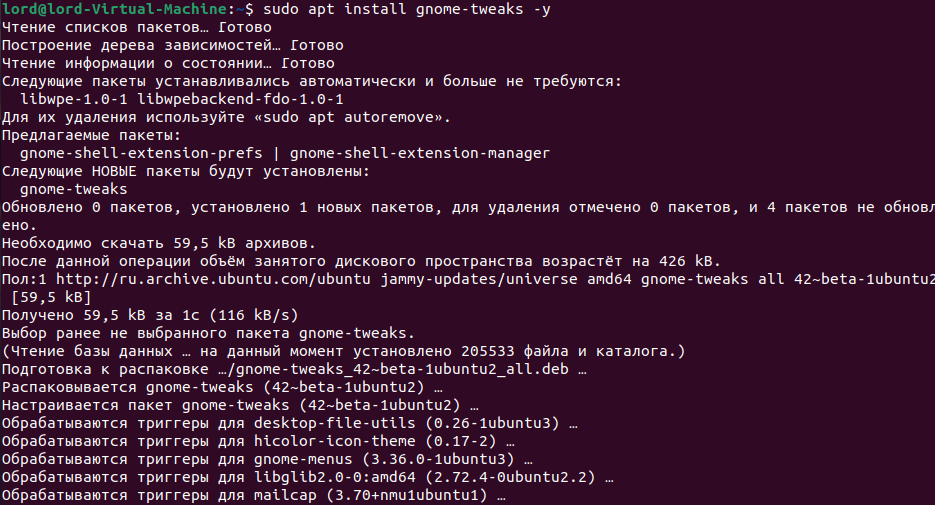 lord@lord-Virtual-Machine:~$ sudo apt install gnome-tweaks -y
Чтение списков пакетов… Готово
Построение дерева зависимостей… Готово
Чтение информации о состоянии… Готово
Следующие пакеты устанавливались автоматически и больше не требуются:
  libwpe-1.0-1 libwpebackend-fdo-1.0-1
Для их удаления используйте «sudo apt autoremove».
Предлагаемые пакеты:
  gnome-shell-extension-prefs | gnome-shell-extension-manager
Следующие НОВЫЕ пакеты будут установлены:
  gnome-tweaks
Обновлено 0 пакетов, установлено 1 новых пакетов, для удаления отмечено 0 пакетов, и 4 пакетов не обновл
ено.
Необходимо скачать 59,5 kB архивов.
После данной операции объём занятого дискового пространства возрастёт на 426 kB.
Пол:1 http://ru.archive.ubuntu.com/ubuntu jammy-updates/universe amd64 gnome-tweaks all 42~beta-1ubuntu2
 [59,5 kB]
Получено 59,5 kB за 1с (116 kB/s)
Выбор ранее не выбранного пакета gnome-tweaks.
(Чтение базы данных … на данный момент установлено 205533 файла и каталога.)
Подготовка к распаковке …/gnome-tweaks_42~beta-1ubuntu2_all.deb …
Распаковывается gnome-tweaks (42~beta-1ubuntu2) …
Настраивается пакет gnome-tweaks (42~beta-1ubuntu2) …
Обрабатываются триггеры для desktop-file-utils (0.26-1ubuntu3) …
Обрабатываются триггеры для hicolor-icon-theme (0.17-2) …
Обрабатываются триггеры для gnome-menus (3.36.0-1ubuntu3) …
Обрабатываются триггеры для libglib2.0-0:amd64 (2.72.4-0ubuntu2.2) …
Обрабатываются триггеры для mailcap (3.70+nmu1ubuntu1) …